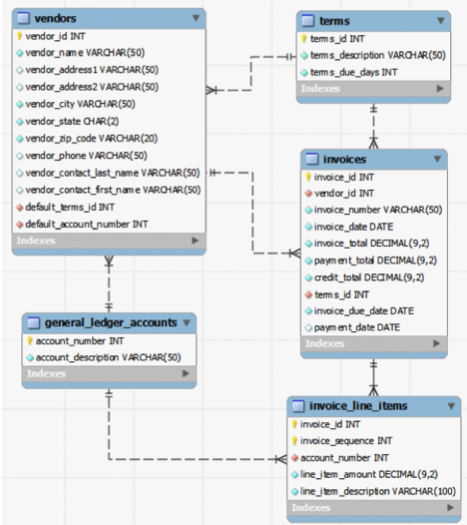 vendors
vendor_id INT
vendor_name VARCHAR(50)
vendor_address1 VARCHAR(50)
vendor_address2 VARCHAR(50)
vendor_city VARCHAR(50)
vendor_state CHAR(2)
vendor_zip_code VARCHAR(20)
vendor_phone VARCHAR(50)
vendor_contact_last_name VARCHAR(50)
vendor_contact_first_name VARCHAR(50)
default_terms_id INT
default_account_number INT
Indexes
terms
terms_id INT
terms_description VARCHAR(50)
terms_due_days INT
Indexes
invoices
invoice_id INT
vendor_id INT
invoice_number VARCHAR(50)
invoice_date DATE
invoice_total DECIMAL(9,2)
payment_total DECIMAL(9,2)
credit_total DECIMAL(9,2)
terms_id INT
invoice_due_date DATE
payment_date DATE
Indexes
general_ledger_accounts
account_number INT
account_description VARCHAR(50)
Indexes
invoice_line_items
invoice_id INT
invoice_sequence INT
account_number INT
line_item_amount DECIMAL(9,2)
line_item_description VARCHAR(100)
Indexes